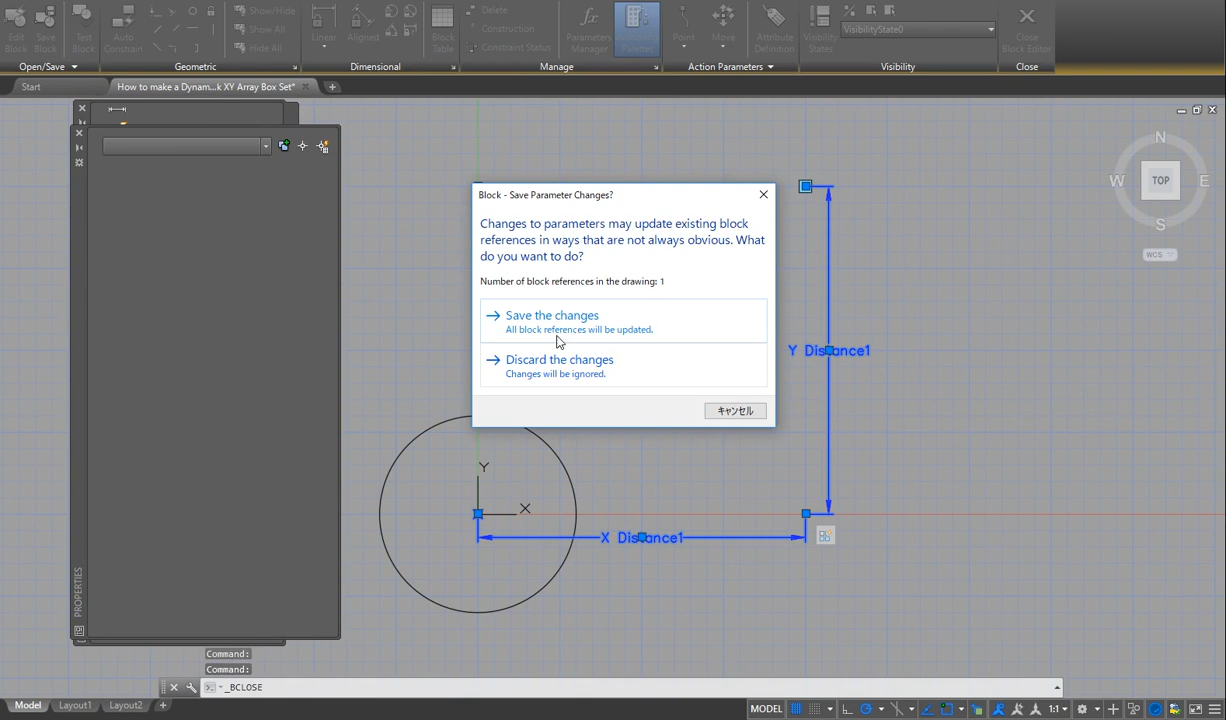 Edit Block
Save Block
Test Block
Auto Constrain
Show/Hide
Show All
Hide All
Linear
Aligned
Block Table
Delete
Construction
Constraint Status
Parameters Manager
Point
Move
Attribute Definition
Visibility States
VisibilityState0
Close Block Editor
Open/Save
Geometric
Dimensional
Manage
Action Parameters
Visibility
Close
Start
How to make a Dynam...k XY Array Box Set*
N
W
TOP
E
S
WCS
Block - Save Parameter Changes?
Changes to parameters may update existing block
references in ways that are not always obvious. What
do you want to do?
Number of block references in the drawing: 1
Save the changes
All block references will be updated.
Discard the changes
Changes will be ignored.
キャンセル
Y Distance1
Y
X
X Distance1
PROPERTIES
Command:
Command:
_BCLOSE
Model
Layout1
Layout2
MODEL
1:1